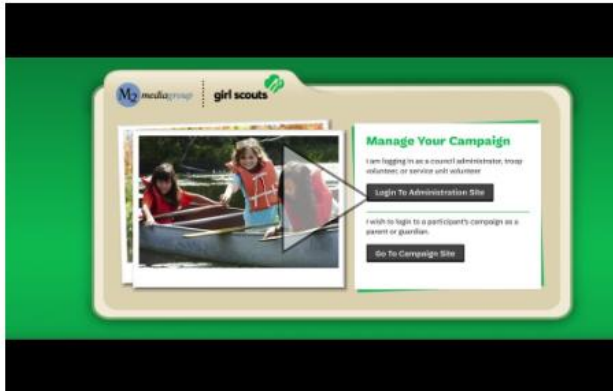 M2 mediagroup
girl scouts
Manage Your Campaign
I am logging in as a council administrator, troop
volunteer, or service unit volunteer
Login To Administration Site
I wish to login to a participant's campaign as a
parent or guardian.
Go To Campaign Site